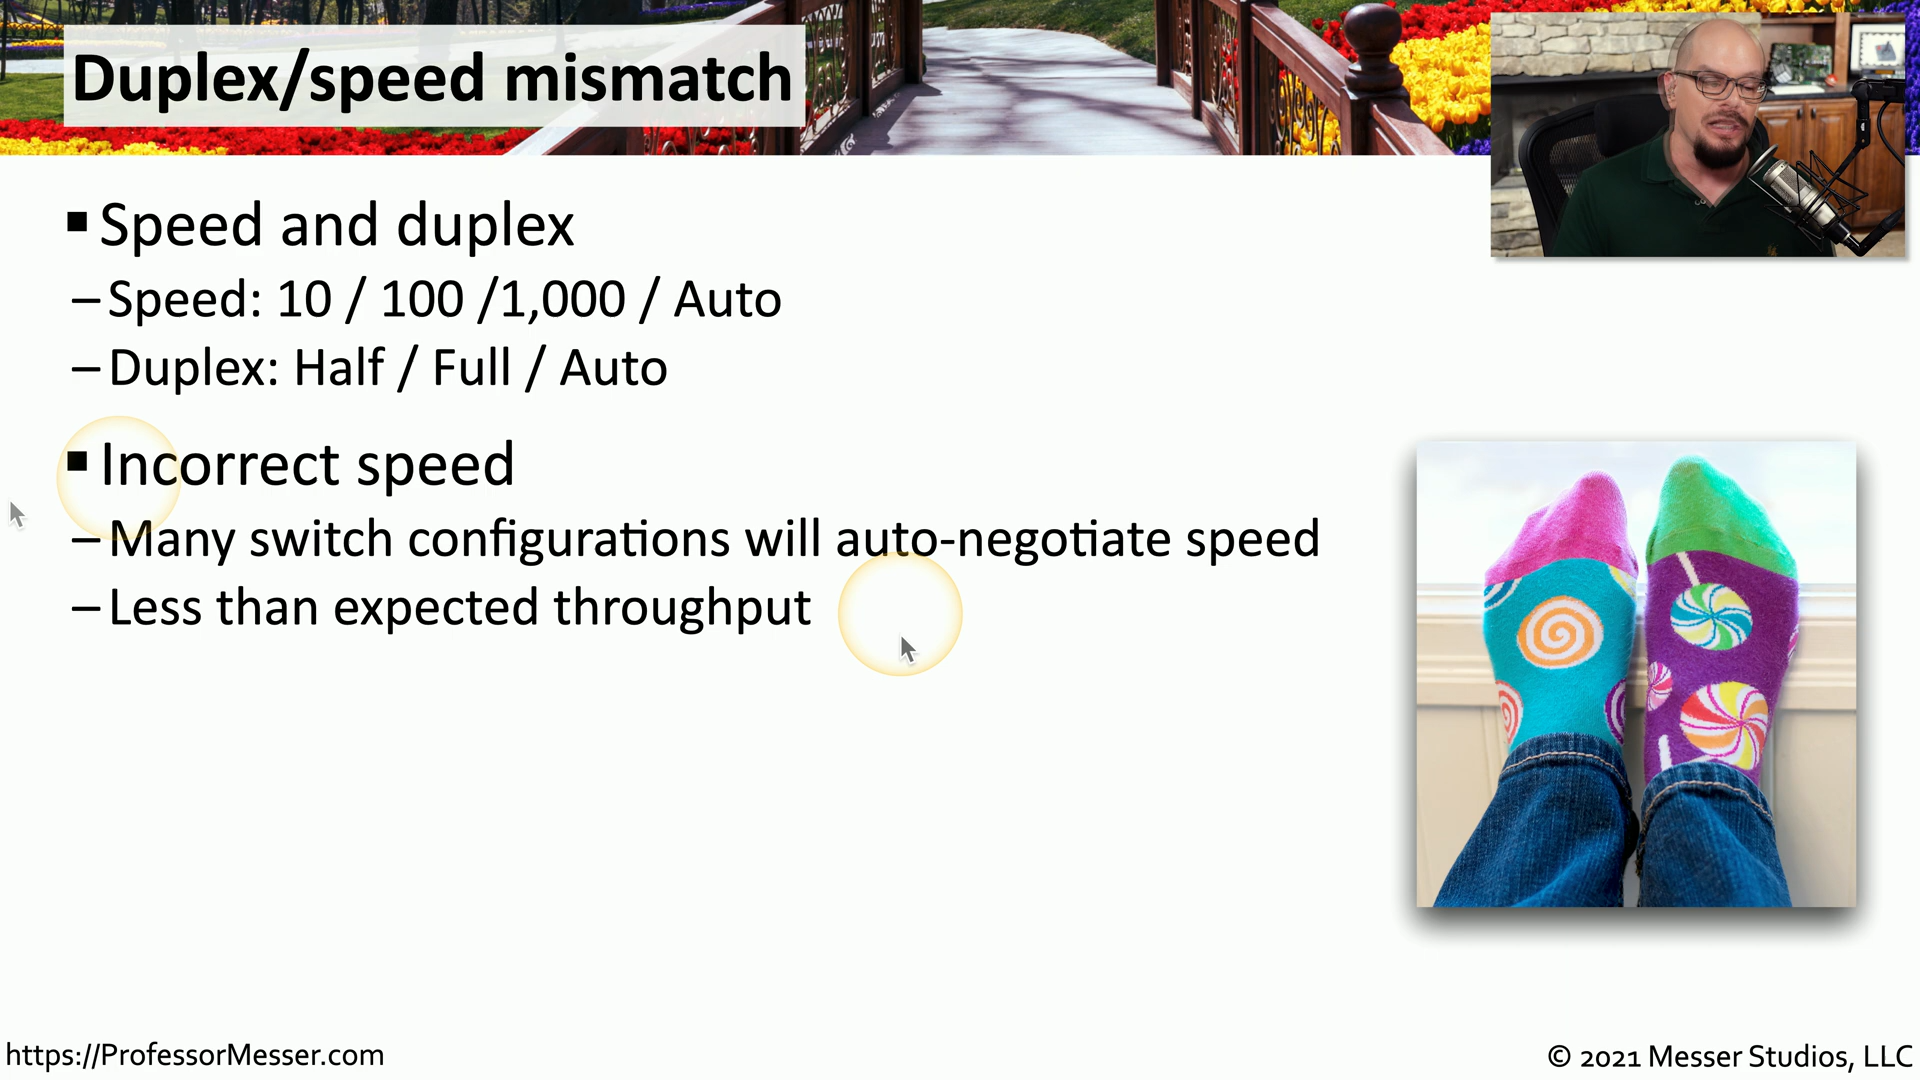 Duplex/speed mismatch
▪ Speed and duplex
– Speed: 10 / 100 /1,000 / Auto
– Duplex: Half / Full / Auto
▪ Incorrect speed
– Many switch configurations will auto-negotiate speed
– Less than expected throughput
https://ProfessorMesser.com
© 2021 Messer Studios, LLC